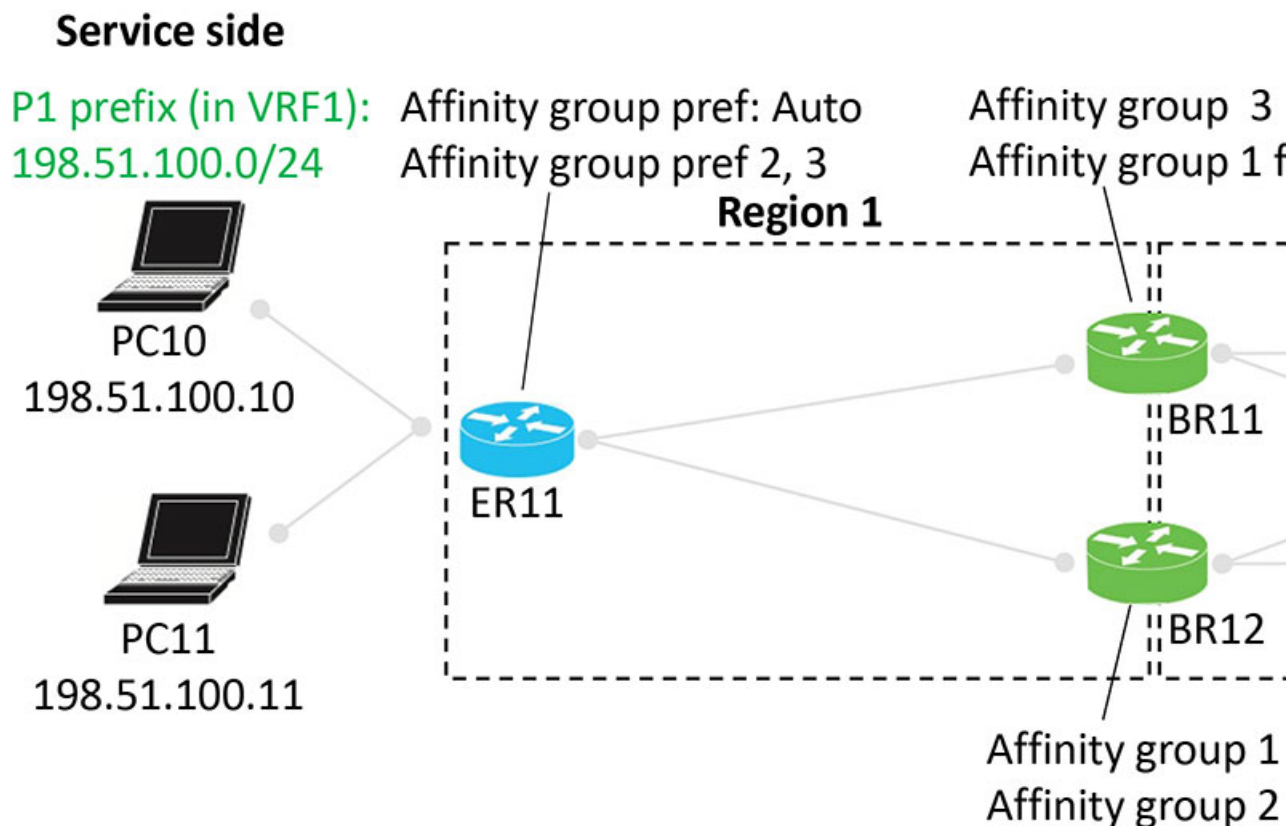 Service side
P1 prefix (in VRF1):
198.51.100.0/24
Affinity group pref: Auto
Affinity group pref 2, 3
Affinity group 3
Affinity group 1
Region 1
PC10
198.51.100.10
ER11
BR11
PC11
198.51.100.11
BR12
Affinity group 1
Affinity group 2